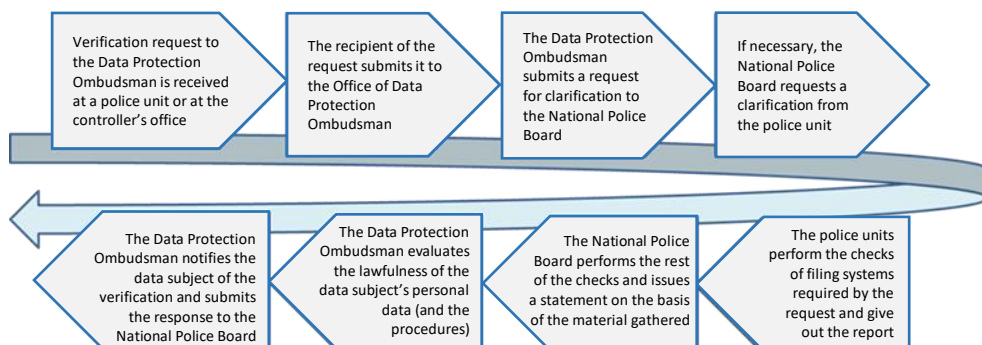 Verification request to
the Data Protection
Ombudsman is received
at a police unit or at the
controller's office
The recipient of the
request submits it to
the Office of Data
Protection
Ombudsman
The Data Protection
Ombudsman
submits a request
for clarification to
the National Police
Board
If necessary, the
National Police
Board requests a
clarification from
the police unit
The police units
perform the checks
of filing systems
required by the
request and give
out the report
The National Police
Board performs the rest
of the checks and issues
a statement on the basis
of the material gathered
The Data Protection
Ombudsman evaluates
the lawfulness of the
data subject's personal
data (and the
procedures)
The Data Protection
Ombudsman notifies the
data subject of the
verification and submits
the response to the
National Police Board